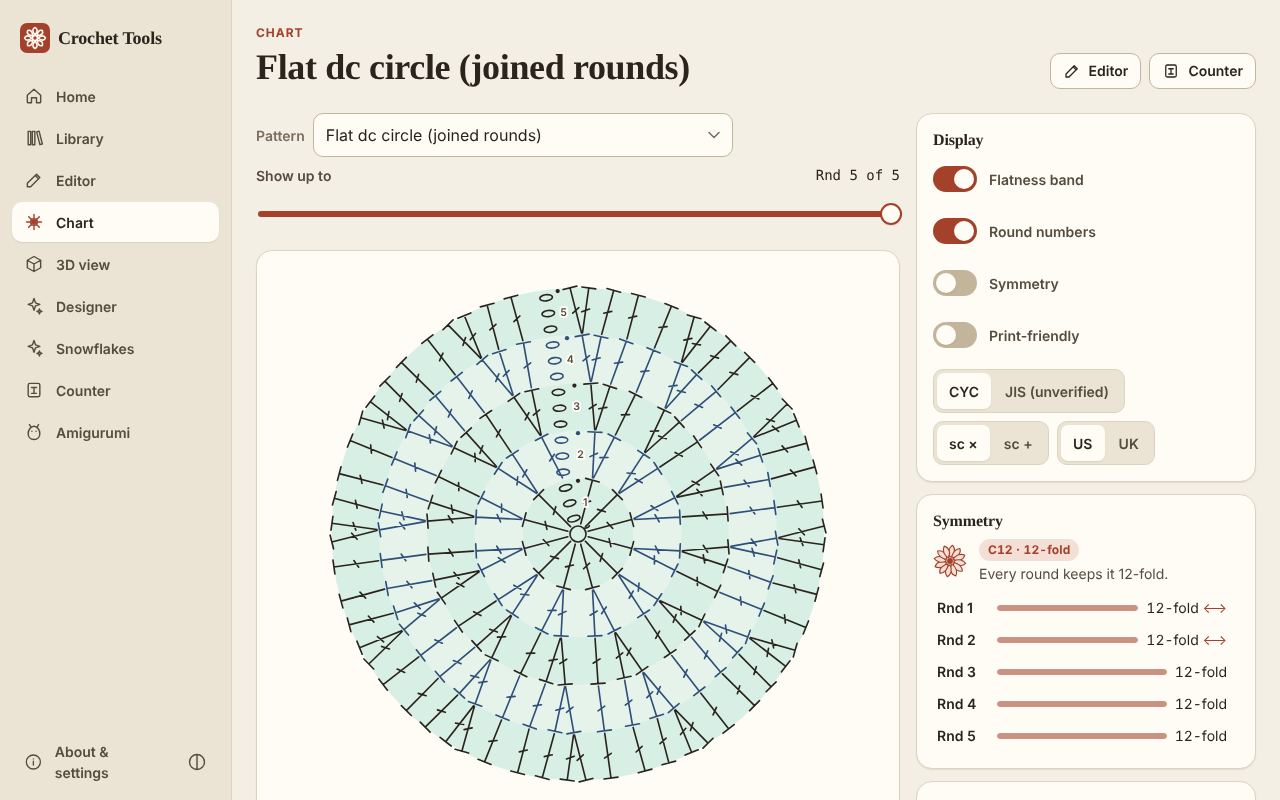 Crochet Tools
Home
Library
Editor
Chart
3D view
Designer
Snowflakes
Counter
Amigurumi
About &
settings
CHART
Flat dc circle (joined rounds)
Editor
Counter
Pattern
Flat dc circle (joined rounds)
Show up to
Rnd 5 of 5
5
4
3
2
1
Display
Flatness band
Round numbers
Symmetry
Print-friendly
CYC
JIS (unverified)
sc ×
sc +
US
UK
Symmetry
C12 · 12-fold
Every round keeps it 12-fold.
Rnd 1
12-fold ↔
Rnd 2
12-fold ↔
Rnd 3
12-fold
Rnd 4
12-fold
Rnd 5
12-fold